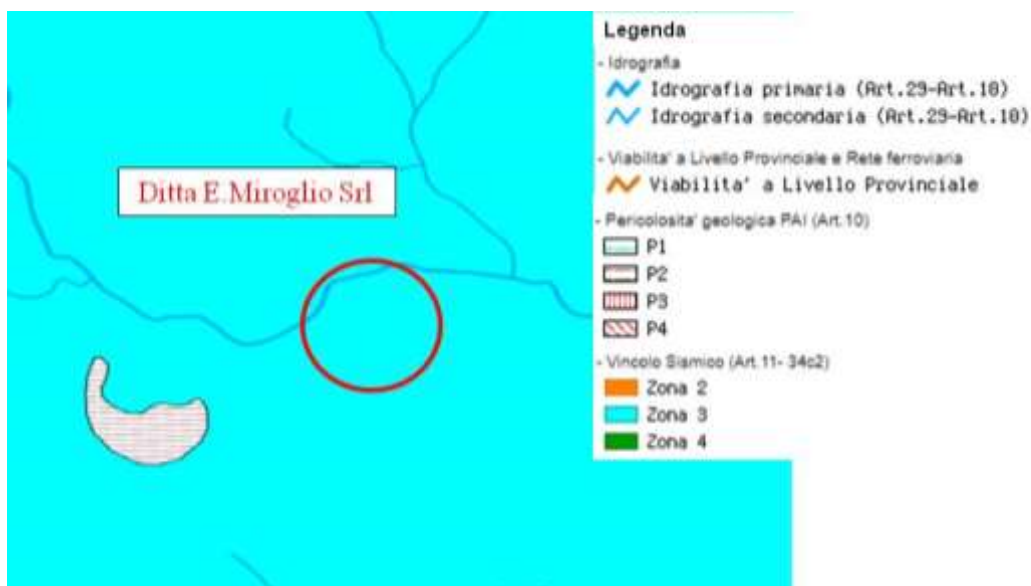 Ditta E.Miroglio Srl
Legenda
- Idrografia
Idrografia primaria (Art.29-Art.10)
Idrografia secondaria (Art.29-Art.10)
- Viabilita' a Livello Provinciale e Rete ferroviaria
Viabilita' a Livello Provinciale
- Pericolosita' geologica PAI (Art.10)
P1
P2
P3
P4
- Vincolo Sismico (Art.11- 34c2)
Zona 2
Zona 3
Zona 4